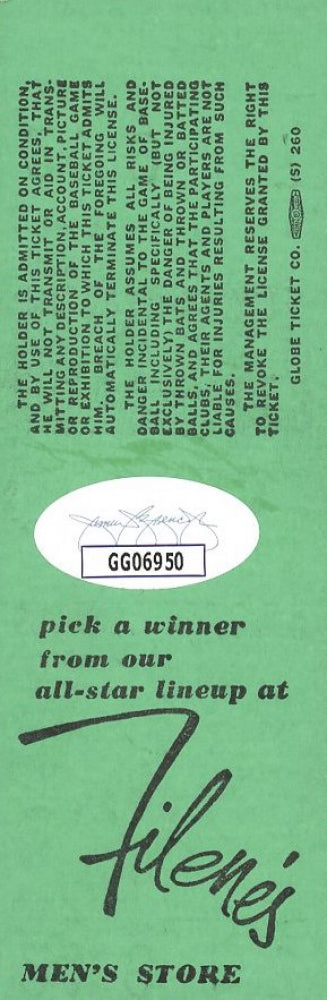 THE HOLDER IS ADMITTED ON CONDITION,
AND BY USE OF THIS TICKET AGREES, THAT
HE WILL NOT TRANSMIT OR AID IN TRANS-
MITTING ANY DESCRIPTION, ACCOUNT, PICTURE
OR REPRODUCTION OF THE BASEBALL GAME
OR EXHIBITION TO WHICH THIS TICKET ADMITS
HIM. BREACH OF THE FOREGOING WILL
AUTOMATICALLY TERMINATE THIS LICENSE.
THE HOLDER ASSUMES ALL RISKS AND
DANGER INCIDENTAL TO THE GAME OF BASE-
BALL INCLUDING SPECIFICALLY (BUT NOT
EXCLUSIVELY) THE DANGER OF BEING INJURED
BY THROWN BATS AND THROWN OR BATTED
BALLS, AND AGREES THAT THE PARTICIPATING
CLUBS, THEIR AGENTS AND PLAYERS ARE NOT
LIABLE FOR INJURIES RESULTING FROM SUCH
CAUSES.
THE MANAGEMENT RESERVES THE RIGHT
TO REVOKE THE LICENSE GRANTED BY THIS
TICKET.
GLOBE TICKET CO. (S) 260
GG06950
pick a winner
from our
all-star lineup at
Filene's
MEN'S STORE